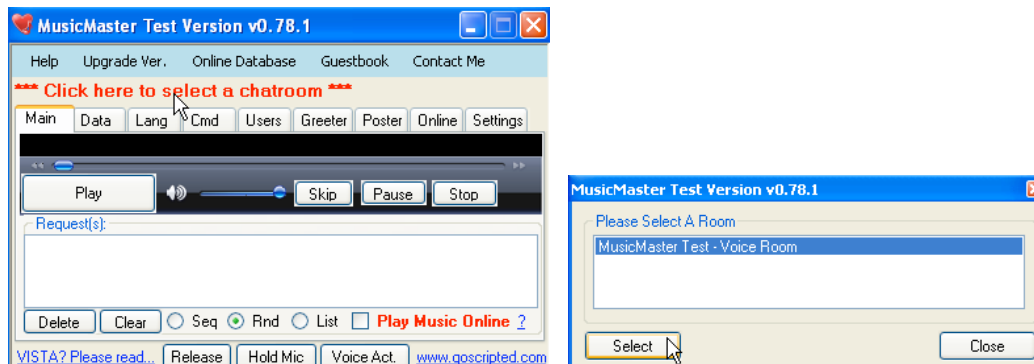 MusicMaster Test Version v0.78.1
Help Upgrade Ver. Online Database Guestbook Contact Me
*** Click here to select a chatroom ***
Main Data Lang Cmd Users Greeter Poster Online Settings
Play Skip Pause Stop
Request(s):
Delete Clear Seq Rnd List Play Music Online ?
VISTA? Please read... Release Hold Mic Voice Act. www.goscripted.com
MusicMaster Test Version v0.78.1
Please Select A Room
MusicMaster Test - Voice Room
Select Close